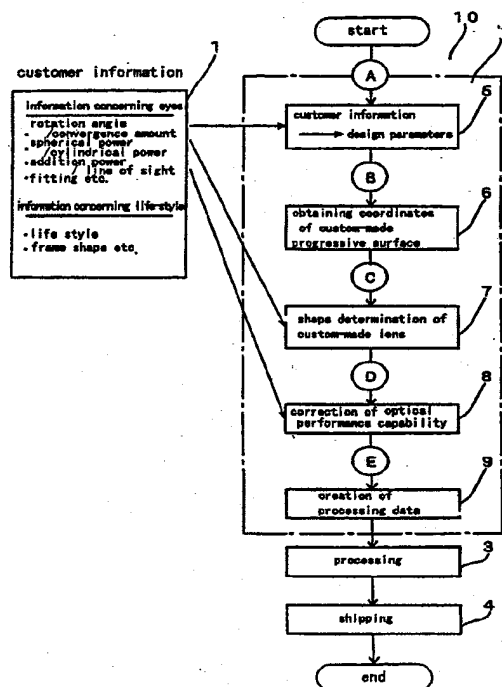 start
10
1
customer information
A
information concerning eyes
rotation angle
/convergence amount
spherical power
/cylindrical power
addition power
/ line of sight
fitting etc.
information concerning life-style
life style
frame shape etc.
customer information
design parameters
5
B
obtaining coordinates
of custom-made
progressive surface
6
C
shape determination of
custom-made lens
7
D
correction of optical
performance capability
8
E
creation of
processing data
9
processing
3
shipping
4
end